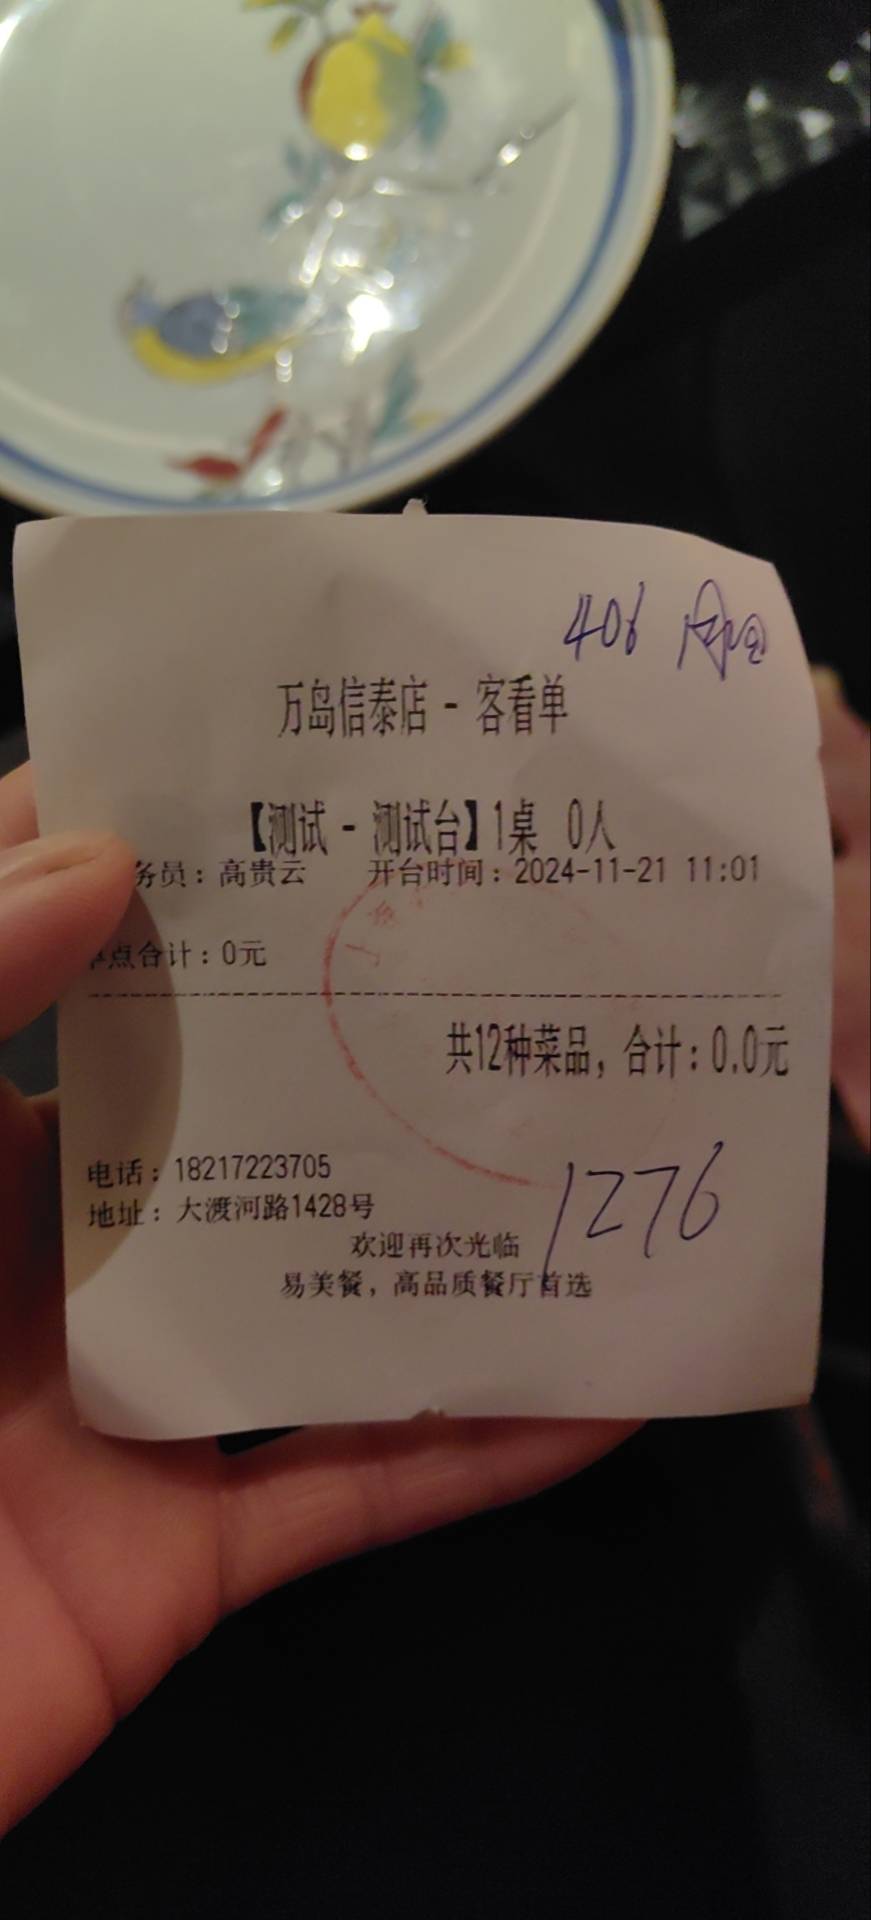 406
万岛信泰店 - 客看单
【测试 - 测试台】1桌 0人
务员：高贵云 开台时间：2024-11-21 11:01
点合计：0元
共12种菜品，合计：0.0元
1276
电话：18217223705
地址：大渡河路1428号
欢迎再次光临
易美餐，高品质餐厅首选